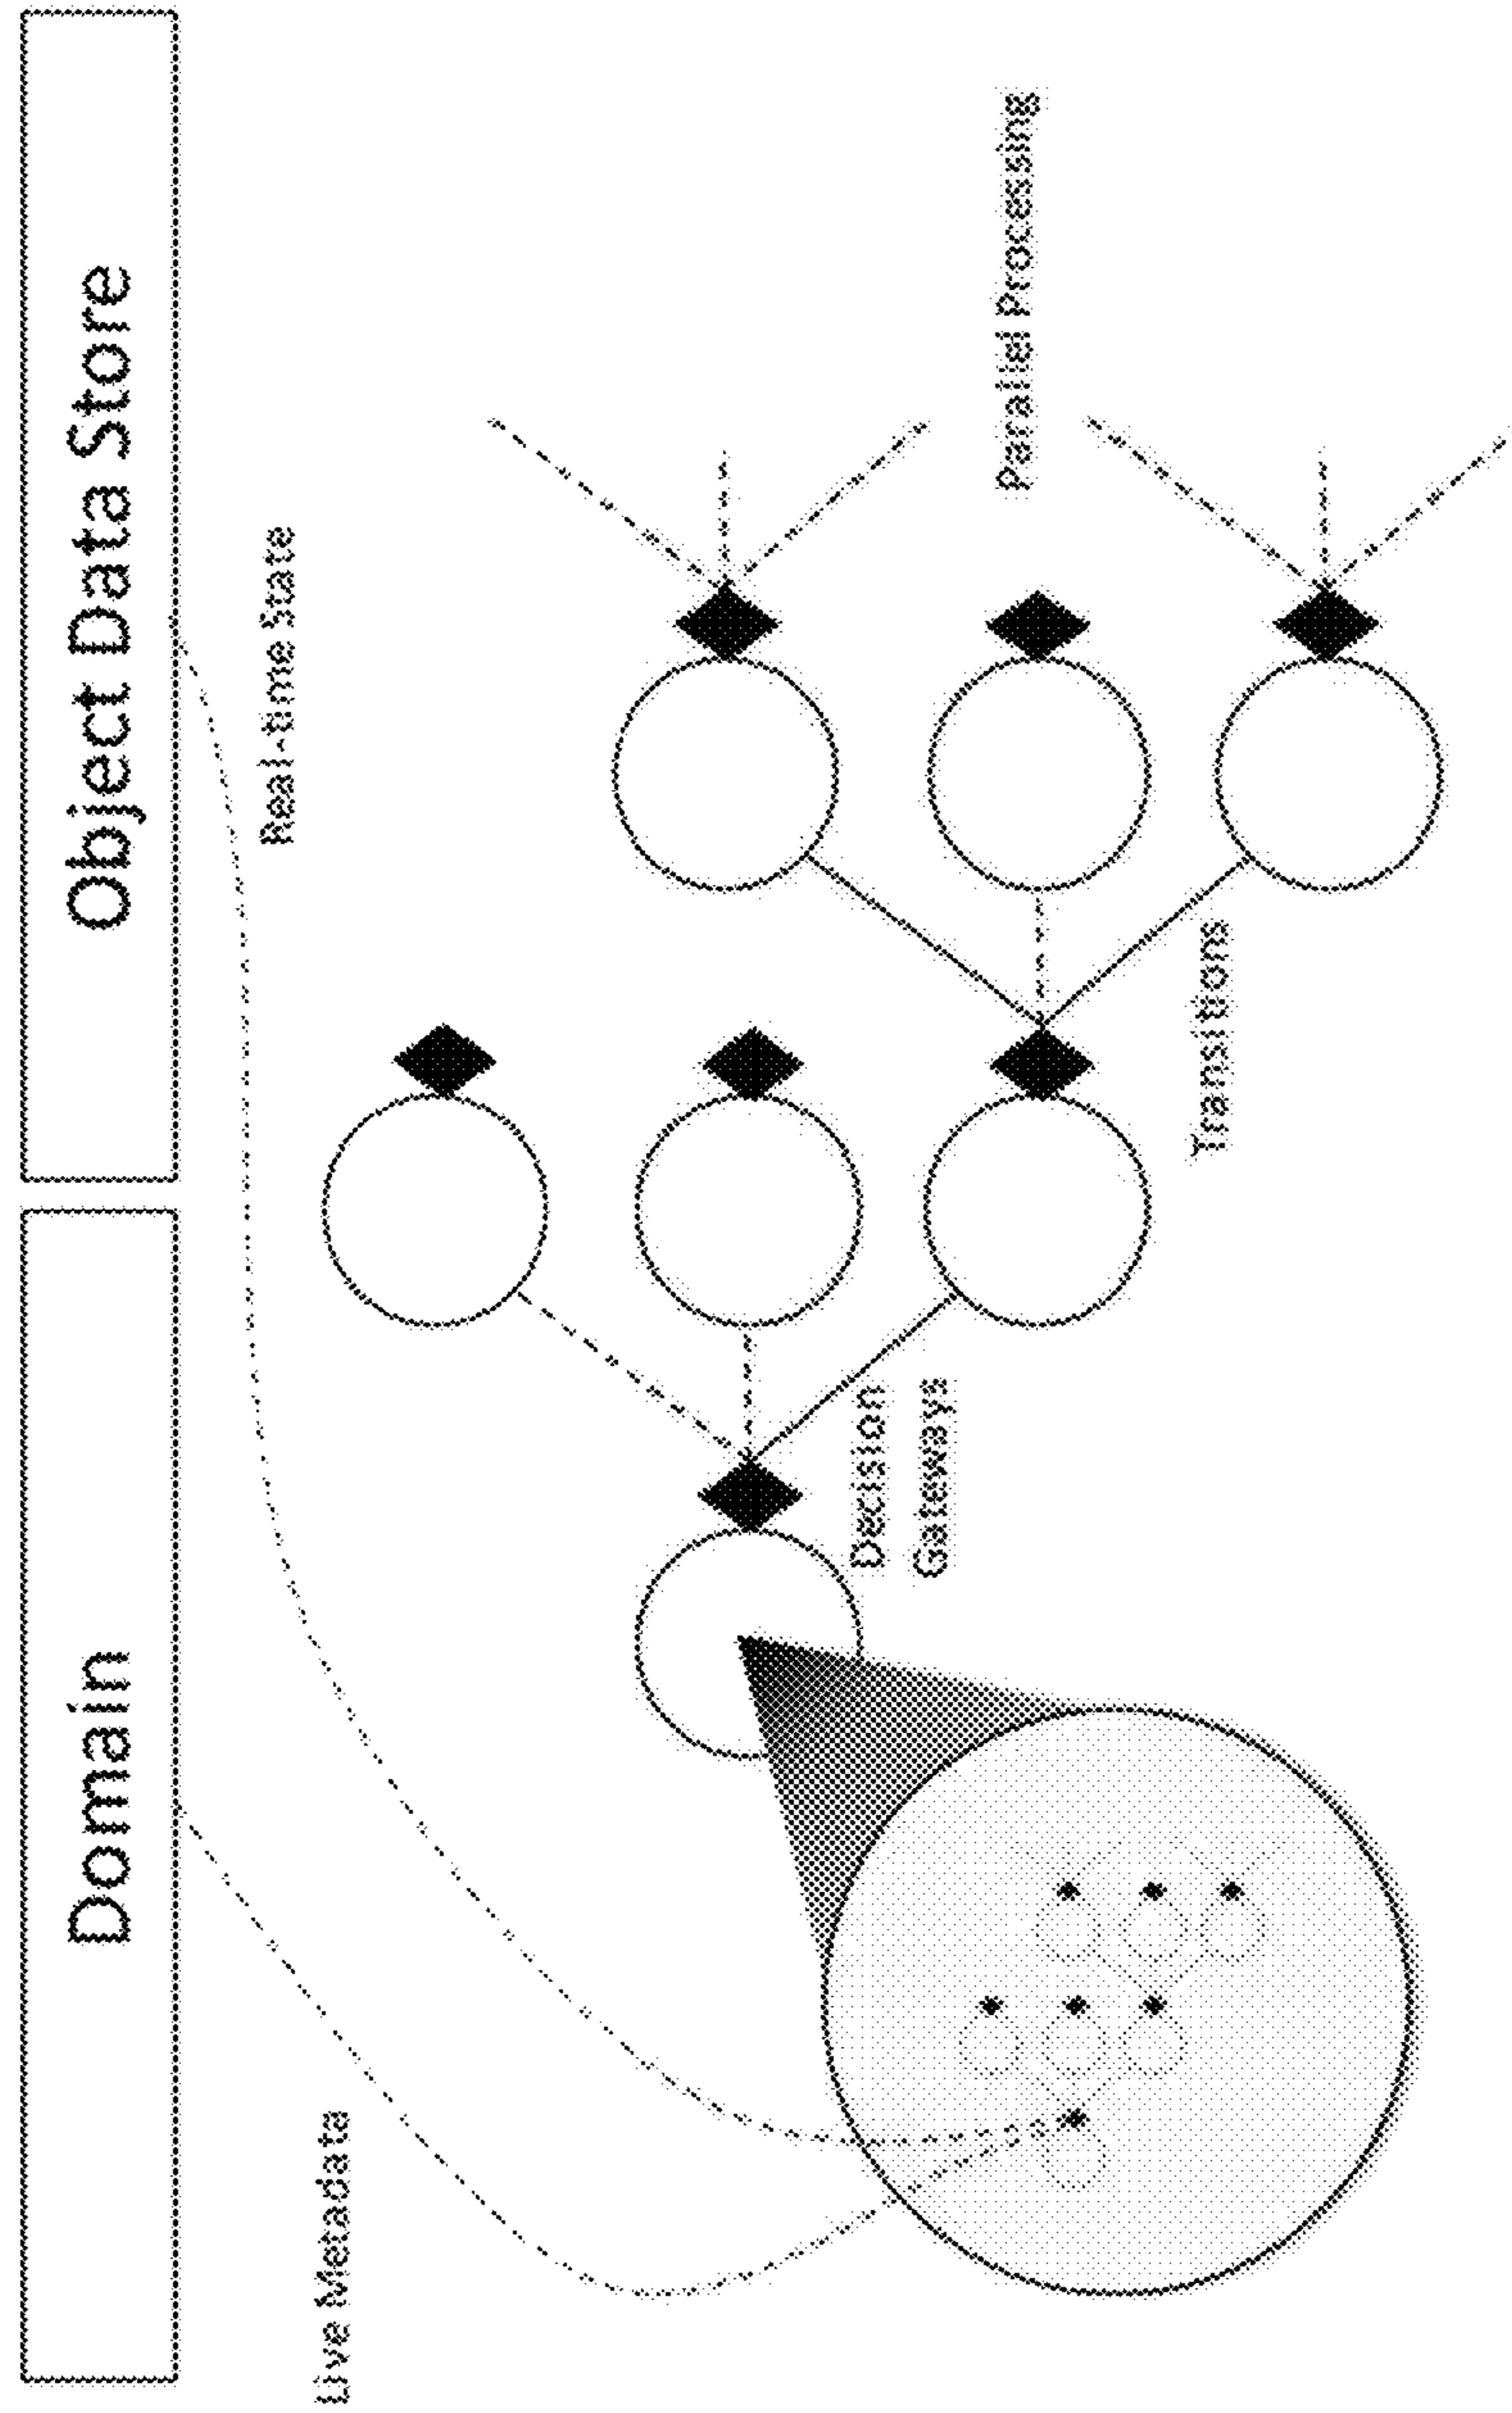 Domain
Object Data Store
Live Metadata
Real-time State
Decision
Gateways
Transitions
Parallel Processing